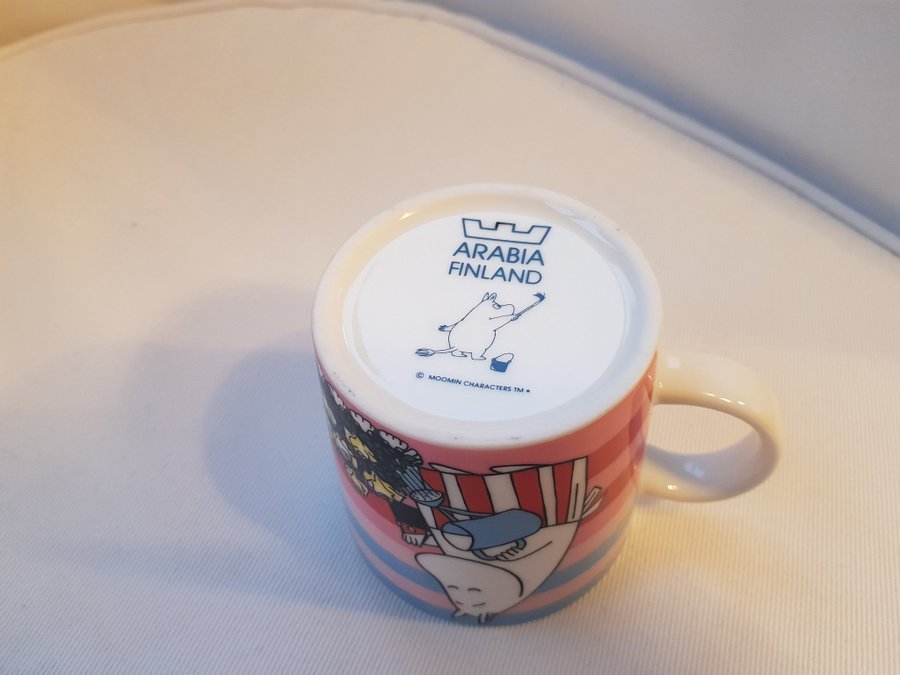 ARABIA
FINLAND
© MOOMIN CHARACTERS TM •